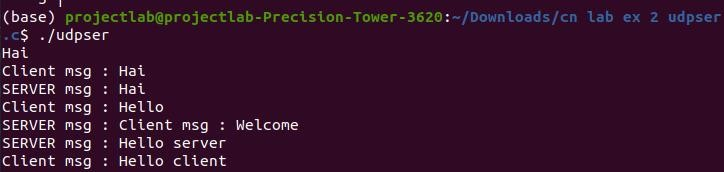 (base) projectlab@projectlab-Precision-Tower-3620:~/Downloads/cn lab ex 2 udpser
.c$ ./udpser
Hai
Client msg : Hai
SERVER msg : Hai
Client msg : Hello
SERVER msg : Client msg : Welcome
SERVER msg : Hello server
Client msg : Hello client